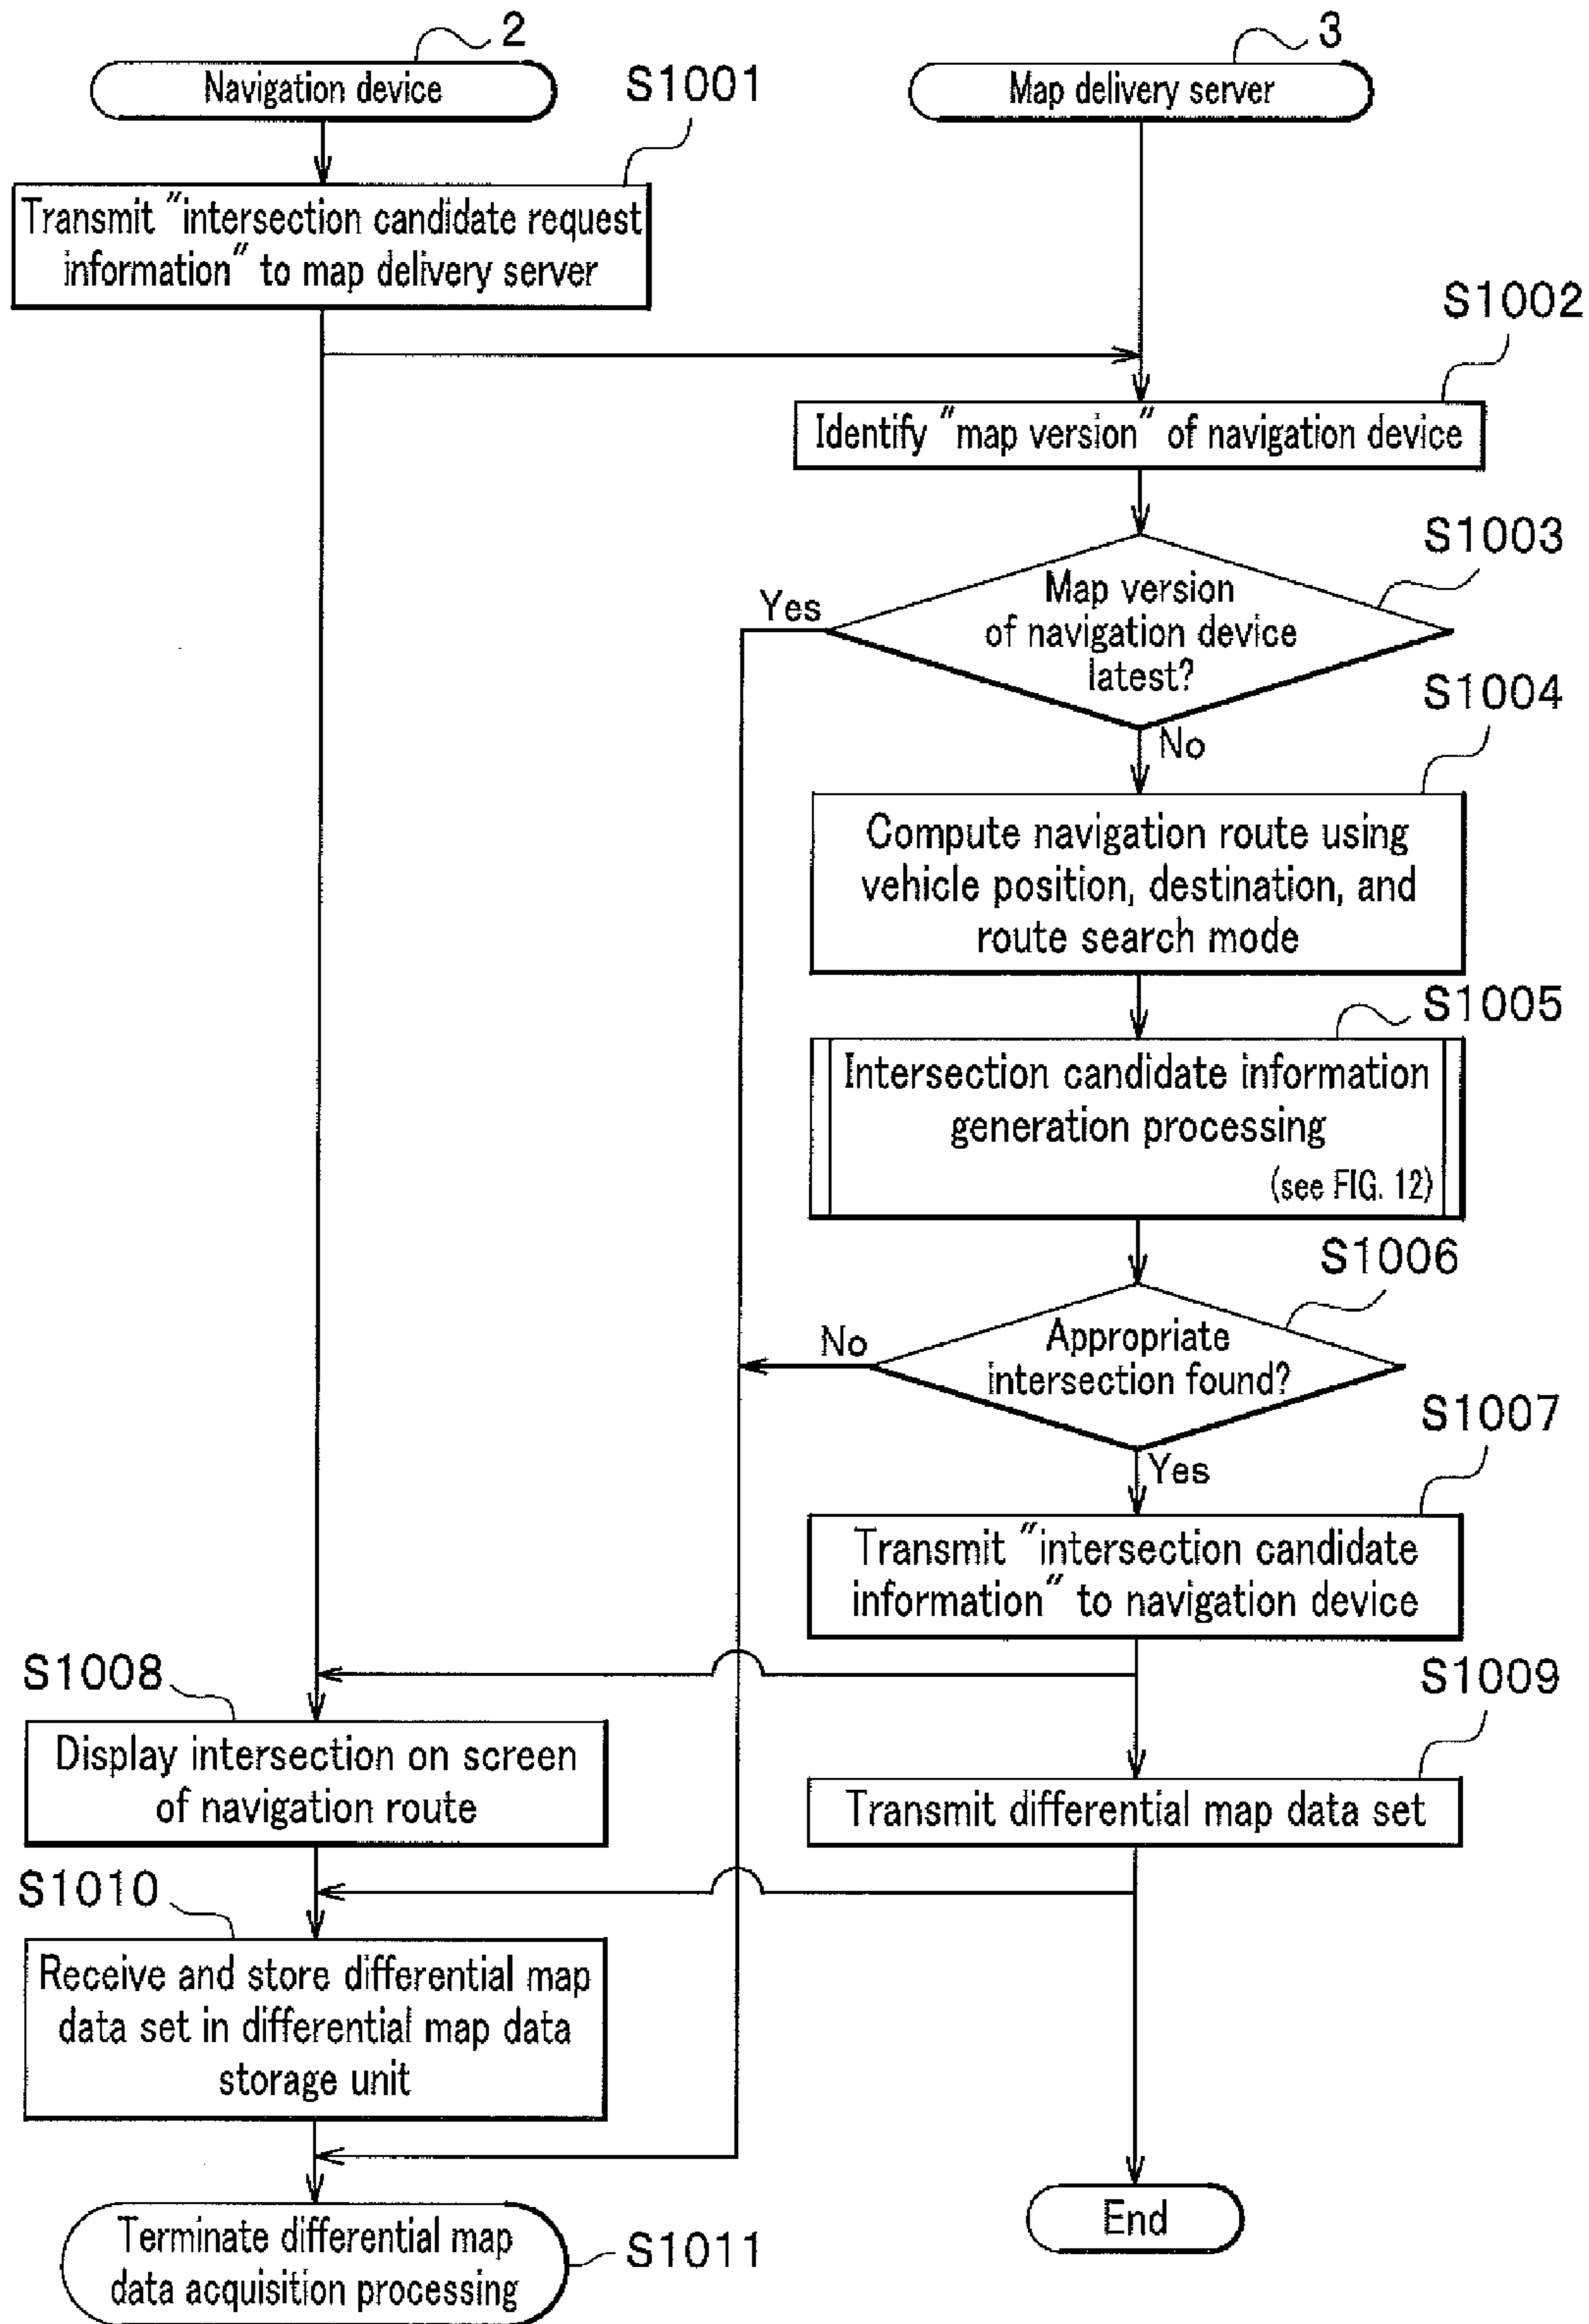 2
3
Navigation device
Map delivery server
S1001
Transmit "intersection candidate request
information" to map delivery server
S1002
Identify "map version" of navigation device
S1003
Map version
of navigation device
latest?
Yes
No
S1004
Compute navigation route using
vehicle position, destination, and
route search mode
S1005
Intersection candidate information
generation processing
(see FIG. 12)
S1006
Appropriate
intersection found?
No
Yes
S1007
Transmit "intersection candidate
information" to navigation device
S1008
Display intersection on screen
of navigation route
S1009
Transmit differential map data set
S1010
Receive and store differential map
data set in differential map data
storage unit
End
Terminate differential map
data acquisition processing
S1011